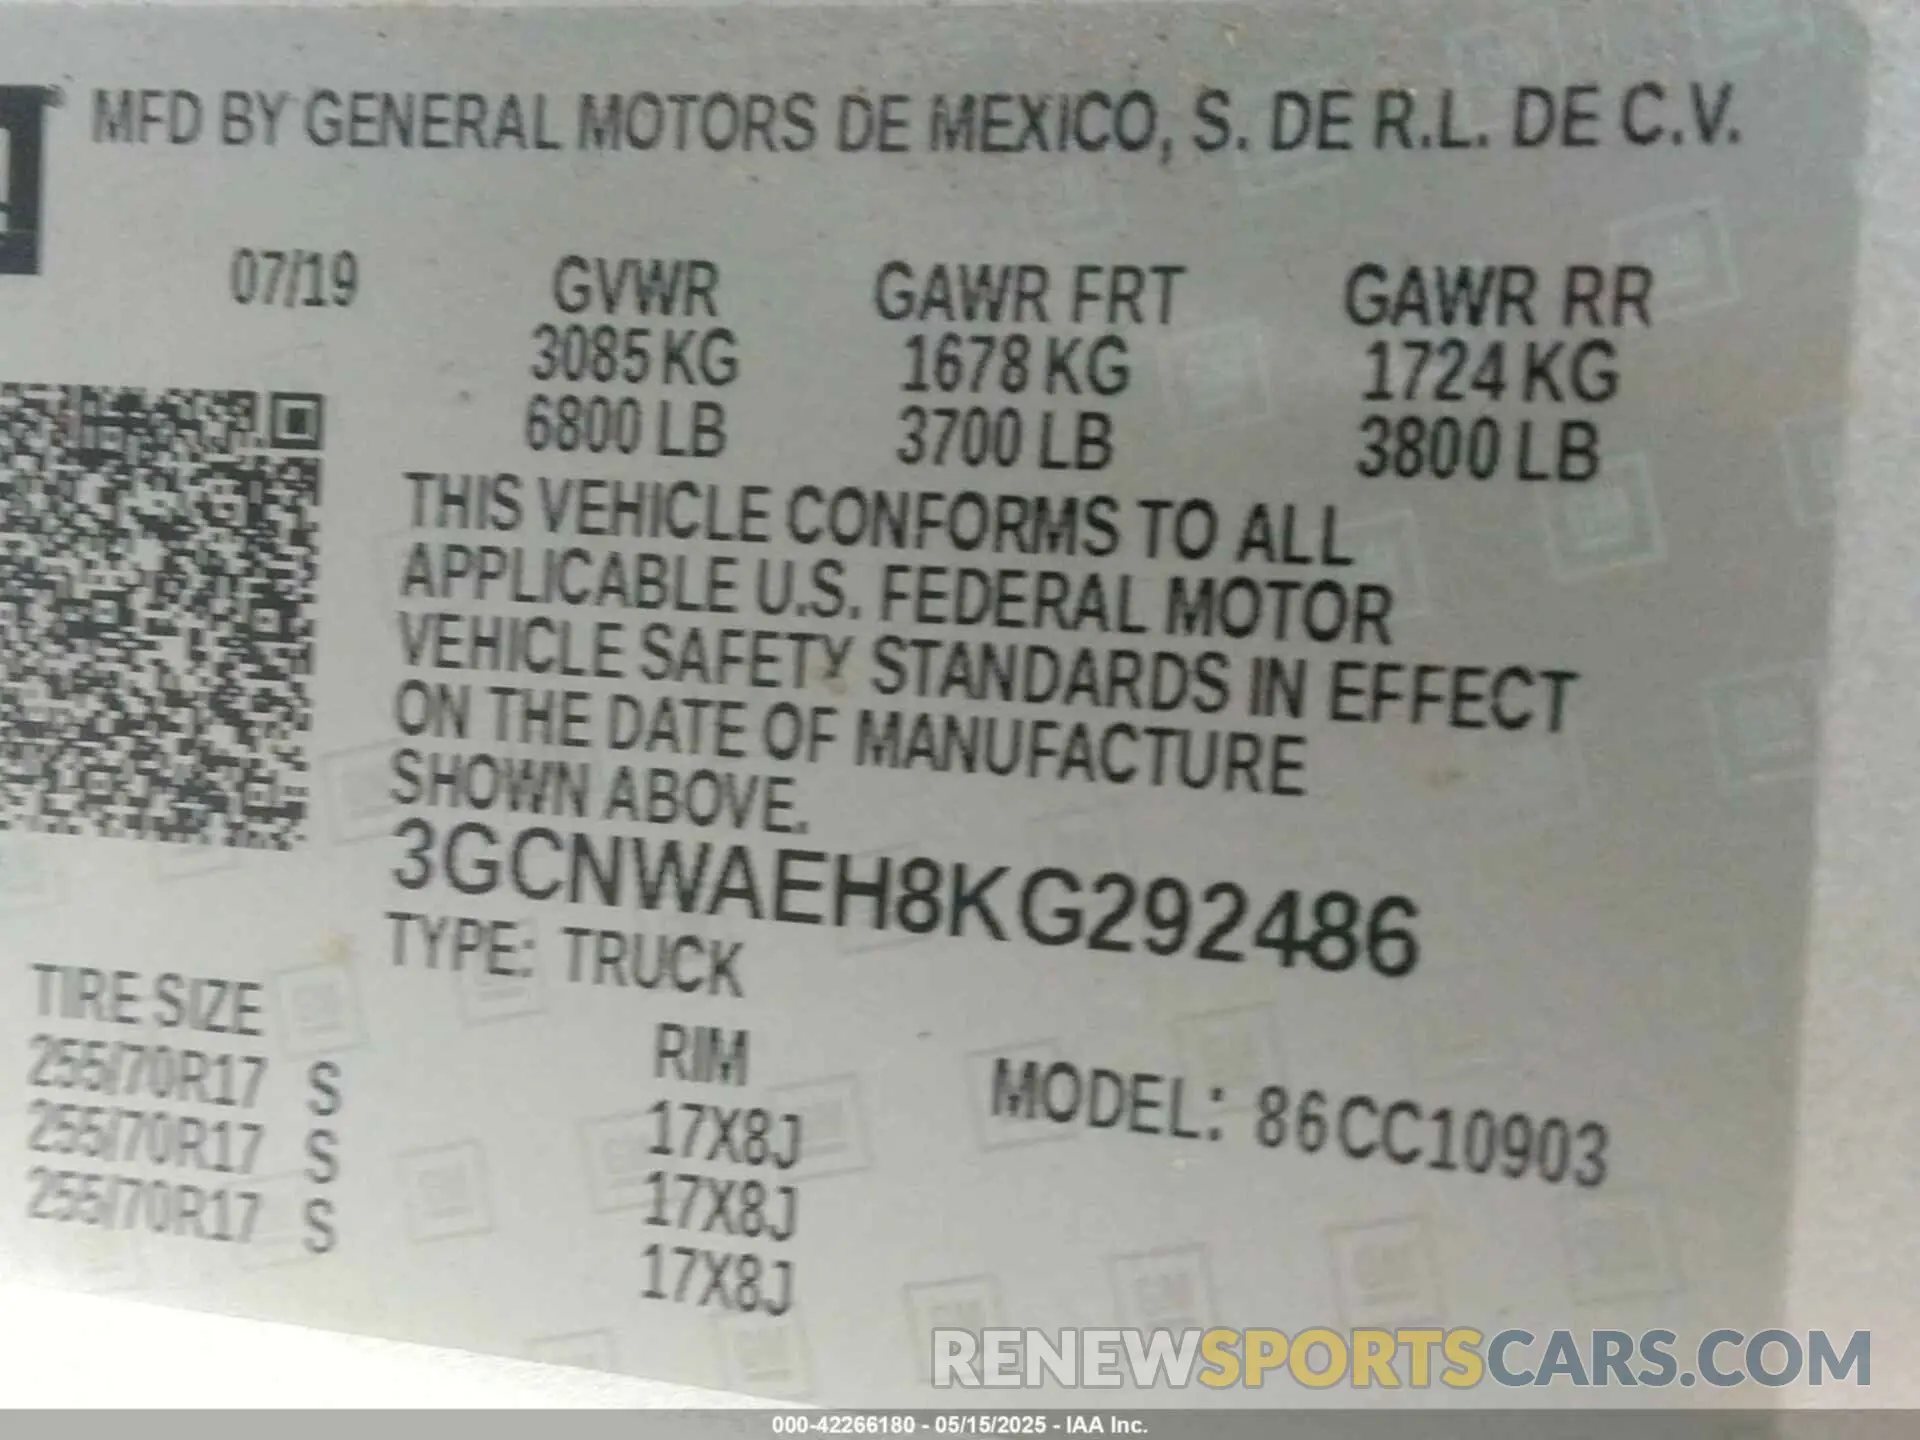 MFD BY GENERAL MOTORS DE MEXICO, S. DE R.L. DE C.V.
07/19 GVWR GAWR FRT GAWR RR
3085 KG 1678 KG 1724 KG
6800 LB 3700 LB 3800 LB
THIS VEHICLE CONFORMS TO ALL
APPLICABLE U.S. FEDERAL MOTOR
VEHICLE SAFETY STANDARDS IN EFFECT
ON THE DATE OF MANUFACTURE
SHOWN ABOVE.
3GCNWAEH8KG292486
TYPE: TRUCK
TIRE SIZE RIM MODEL: 86CC10903
255/70R17 S 17X8J
255/70R17 S 17X8J
255/70R17 S 17X8J
RENEWSPORTSCARS.COM
000-42266180 - 05/15/2025 - IAA Inc.